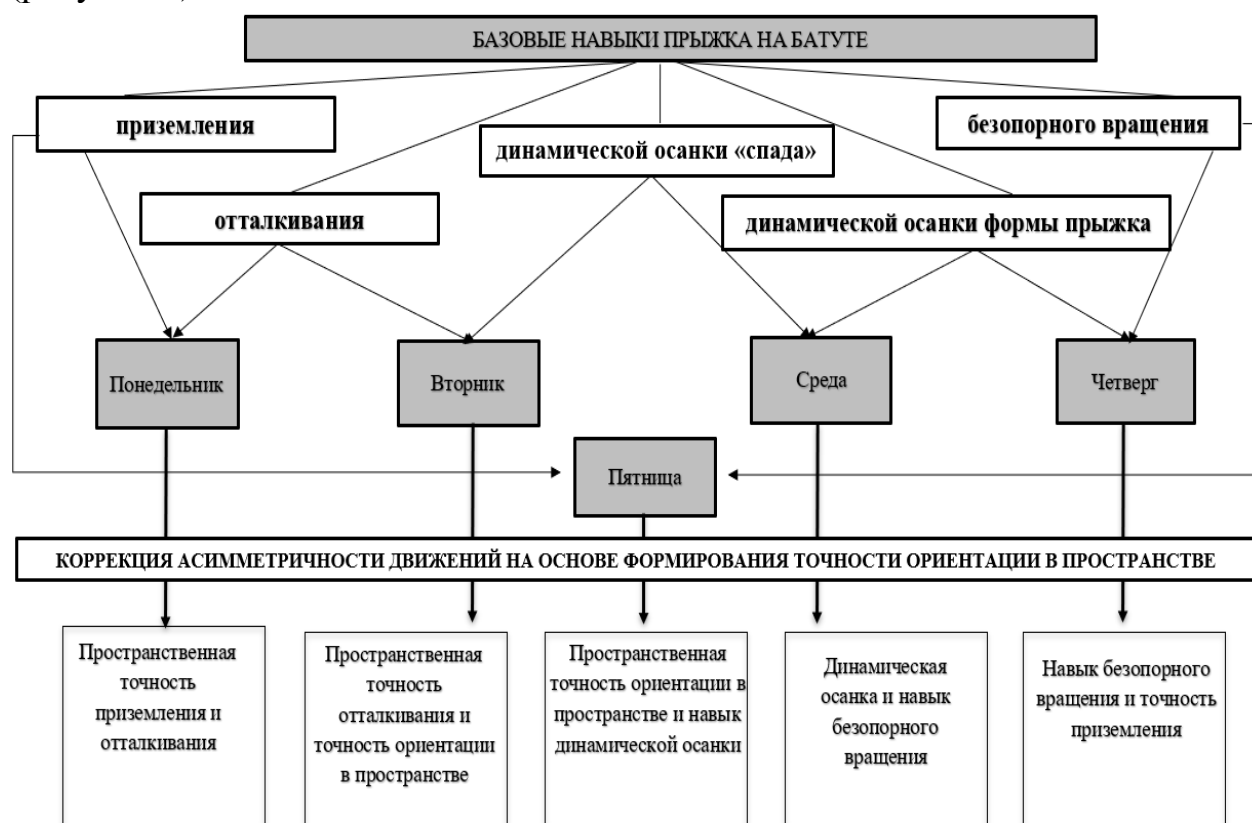 БАЗОВЫЕ НАВЫКИ ПРЫЖКА НА БАТУТЕ
приземления
безопорного вращения
динамической осанки «спада»
отталкивания
динамической осанки формы прыжка
Понедельник
Вторник
Среда
Четверг
Пятница
КОРРЕКЦИЯ АСИММЕТРИЧНОСТИ ДВИЖЕНИЙ НА ОСНОВЕ ФОРМИРОВАНИЯ ТОЧНОСТИ ОРИЕНТАЦИИ В ПРОСТРАНСТВЕ
Пространственная
точность
приземления и
отталкивания
Пространственная
точность
отталкивания и
точность ориентации
в пространстве
Пространственная
точность ориентации в
пространстве и навык
динамической осанки
Динамическая
осанка и навык
безопорного
вращения
Навык безопорного
вращения и точность
приземления